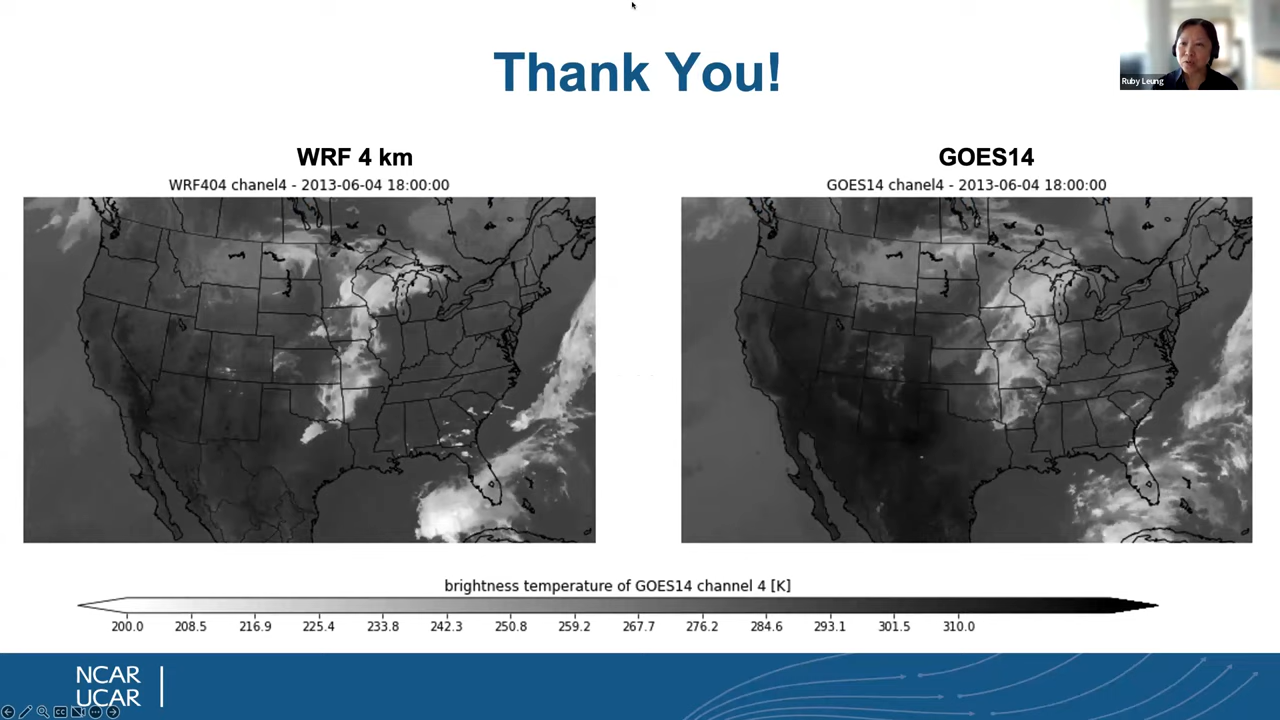 Thank You!
Ruby Leung
WRF 4 km
GOES14
WRF404 chanel4 - 2013-06-04 18:00:00
GOES14 chanel4 - 2013-06-04 18:00:00
brightness temperature of GOES14 channel 4 [K]
200.0 208.5 216.9 225.4 233.8 242.3 250.8 259.2 267.7 276.2 284.6 293.1 301.5 310.0
NCAR
UCAR
CC